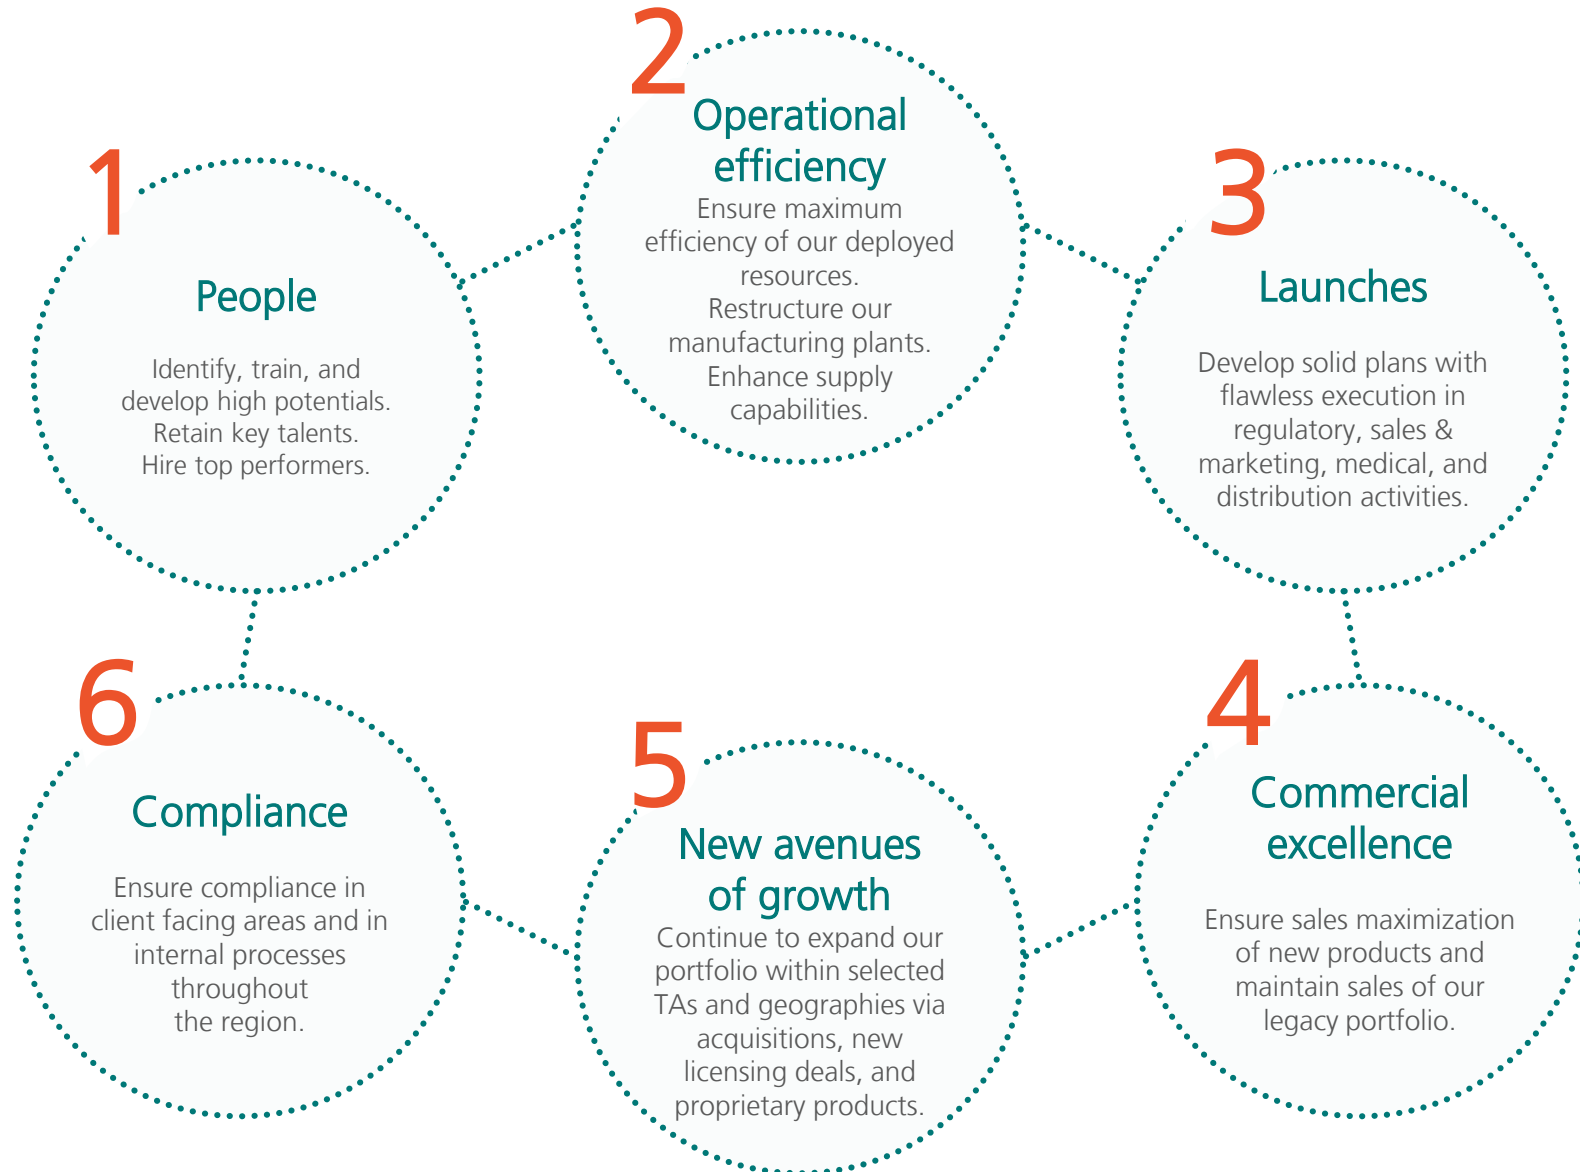 1
People
Identify, train, and
develop high potentials.
Retain key talents.
Hire top performers.
2
Operational
efficiency
Ensure maximum
efficiency of our deployed
resources.
Restructure our
manufacturing plants.
Enhance supply
capabilities.
3
Launches
Develop solid plans with
flawless execution in
regulatory, sales &
marketing, medical, and
distribution activities.
4
Commercial
excellence
Ensure sales maximization
of new products and
maintain sales of our
legacy portfolio.
5
New avenues
of growth
Continue to expand our
portfolio within selected
TAs and geographies via
acquisitions, new
licensing deals, and
proprietary products.
6
Compliance
Ensure compliance in
client facing areas and in
internal processes
throughout
the region.